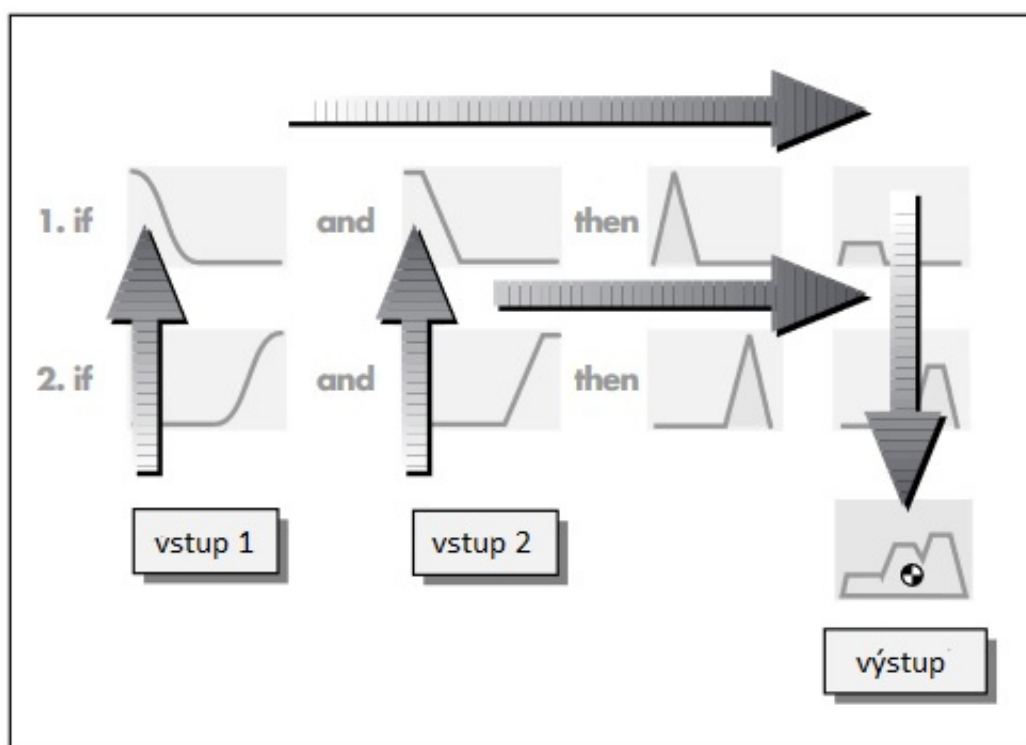 1. if and then
2. if and then
vstup 1 vstup 2
výstup